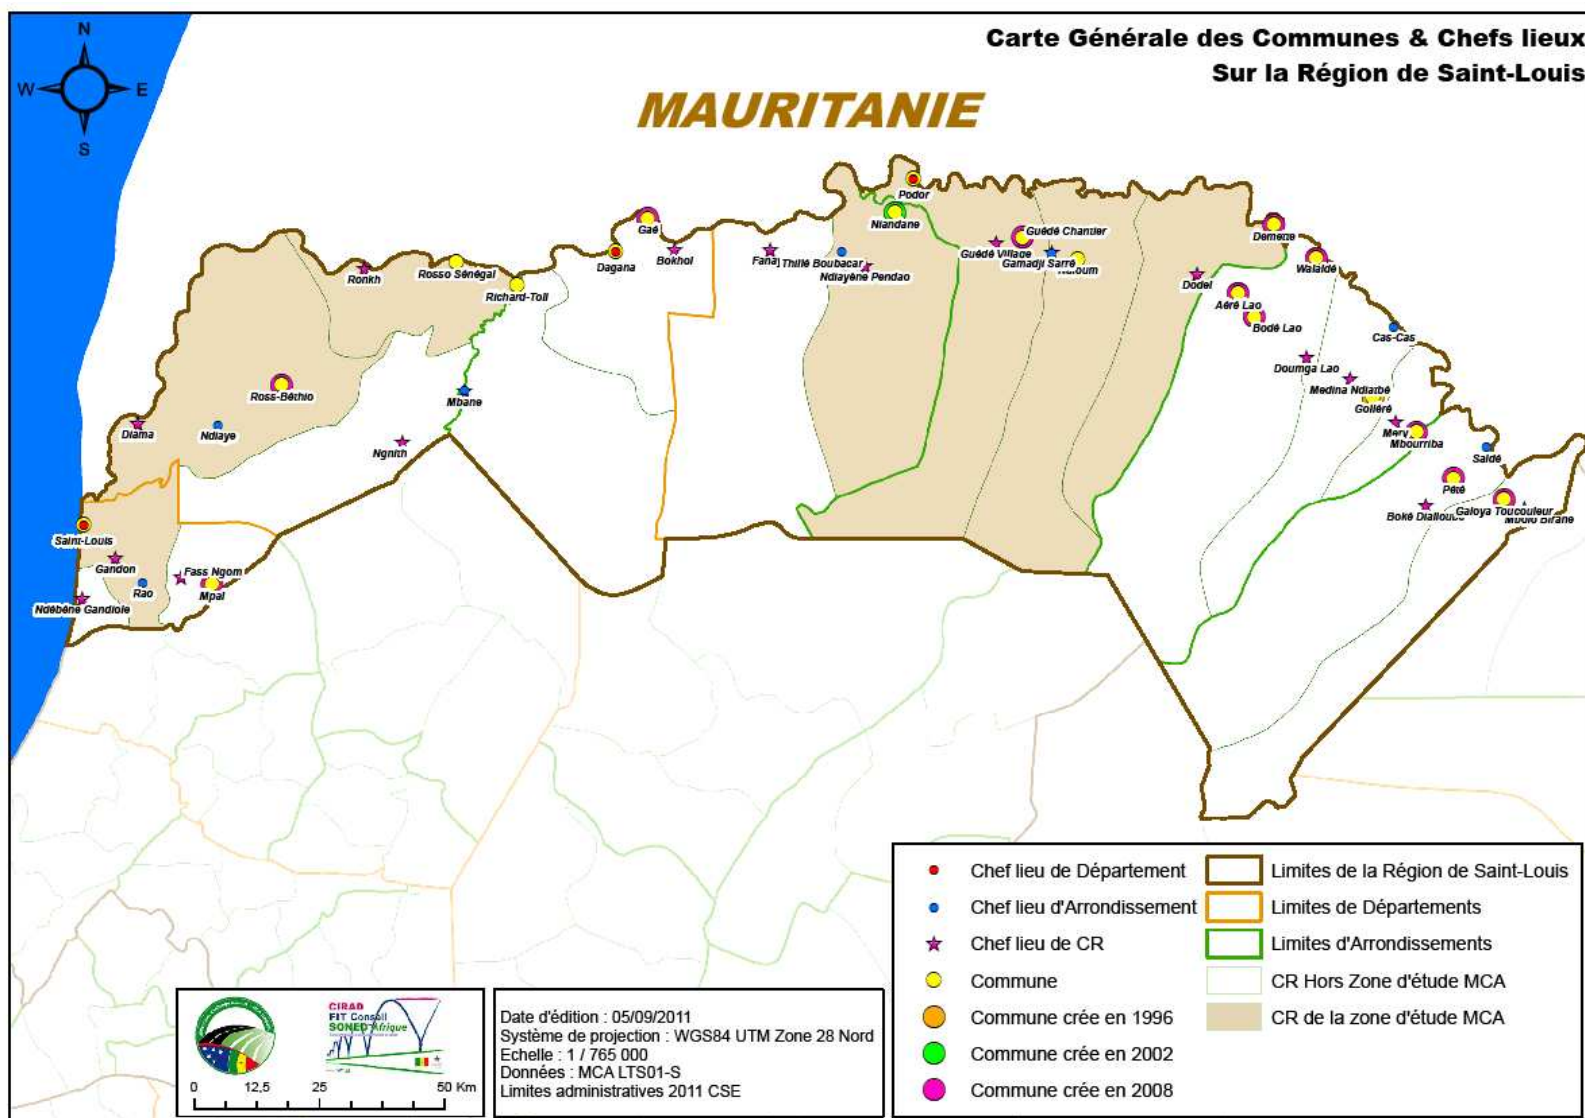 Carte Générale des Communes & Chefs lieux
Sur la Région de Saint-Louis
N
W
E
S
MAURITANIE
Podor
Niandane
Gaé
Guédé Chantier
Demette
Rosso Sénégal
Ronkh
Dagana
Bokhol
Fanaye
Thillé Boubacar
Ndiayène Pendao
Guédé Village
Gamadji Sarré
Walaldé
Dodel
Richard-Toll
Aéré Lao
Bodé Lao
Cas-Cas
Doumga Lao
Medina Ndiatbé
Golléré
Ross-Béthio
Mbane
Diama
Ndiaye
Ngnith
Mery
Mbourriba
Saldé
Pété
Boké Dialloubé
Galoya Toucouleur
Saint-Louis
Gandon
Fass Ngom
Rao
Mpal
Ndébène Gandiole
Chef lieu de Département
Chef lieu d'Arrondissement
Chef lieu de CR
Commune
Commune crée en 1996
Commune crée en 2002
Commune crée en 2008
Limites de la Région de Saint-Louis
Limites de Départements
Limites d'Arrondissements
CR Hors Zone d'étude MCA
CR de la zone d'étude MCA
CIRAD
FIT Conseil
SONED Afrique
0 12,5 25 50 Km
Date d'édition : 05/09/2011
Système de projection : WGS84 UTM Zone 28 Nord
Echelle : 1 / 765 000
Données : MCA LTS01-S
Limites administratives 2011 CSE